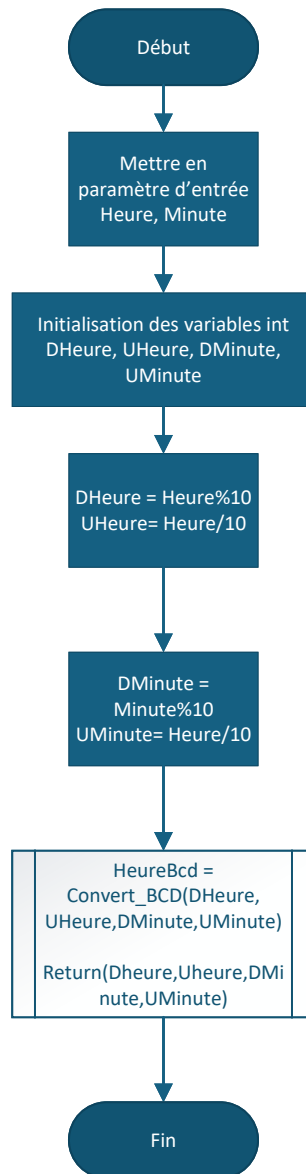 Début
Mettre en
paramètre d’entrée
Heure, Minute
Initialisation des variables int
DHeure, UHeure, DMinute,
UMinute
DHeure = Heure%10
UHeure= Heure/10
DMinute =
Minute%10
UMinute= Heure/10
HeureBcd =
Convert_BCD(DHeure,
UHeure,DMinute,UMinute)
Return(Dheure,Uheure,DMi
nute,UMinute)
Fin